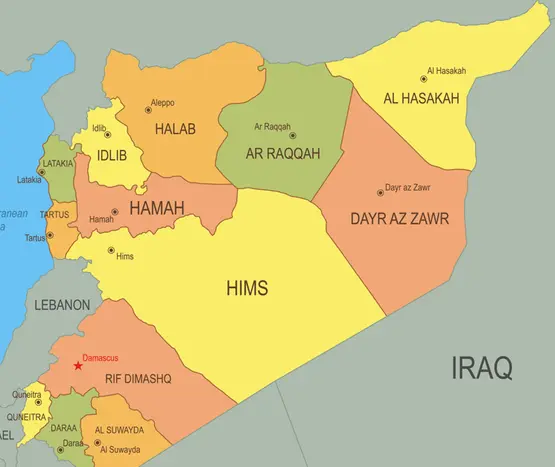 Al Hasakah
AL HASAKAH
Aleppo
HALAB
Ar Raqqah
AR RAQQAH
Idlib
IDLIB
LATAKIA
Latakia
Dayr az Zawr
DAYR AZ ZAWR
HAMAH
Hamah
TARTUS
Tartus
ranean
a
Hims
HIMS
LEBANON
IRAQ
Damascus
RIF DIMASHQ
Quneitra
QUNEITRA
DARAA
Daraa
AL SUWAYDA
Al Suwayda
AEL